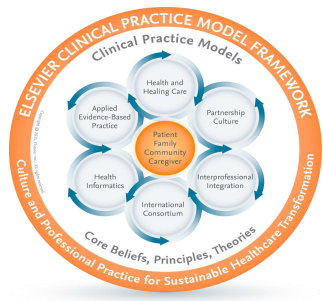 ELSEVIER CLINICAL PRACTICE MODEL FRAMEWORK
Clinical Practice Models
Health and
Healing Care
Applied
Evidence-Based
Practice
Partnership
Culture
Patient
Family
Community
Caregiver
Health
Informatics
Interprofessional
Integration
International
Consortium
Core Beliefs, Principles, Theories
Culture and Professional Practice for Sustainable Healthcare Transformation